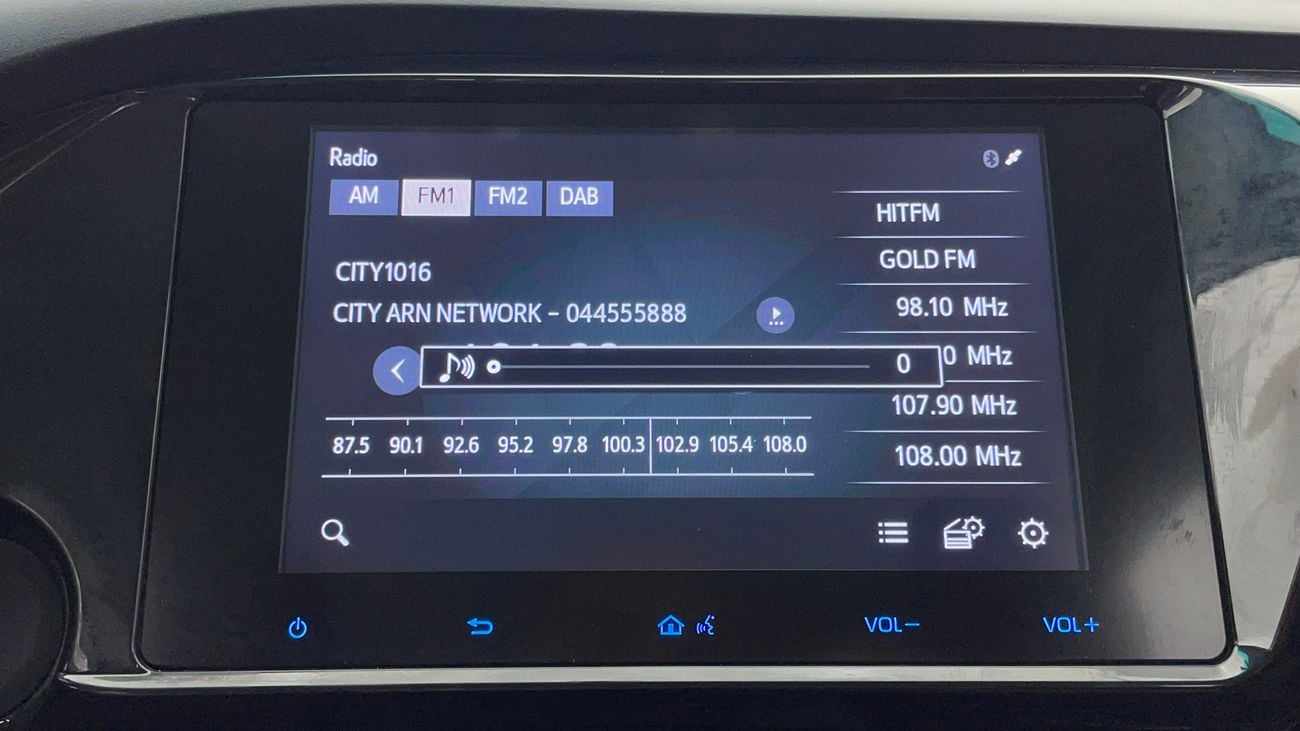 Radio
AM FM1 FM2 DAB
HITFM
CITY1016
GOLD FM
CITY ARN NETWORK - 044555888
98.10 MHz
0
0 MHz
107.90 MHz
87.5 90.1 92.6 95.2 97.8 100.3 102.9 105.4 108.0
108.00 MHz
VOL- VOL+